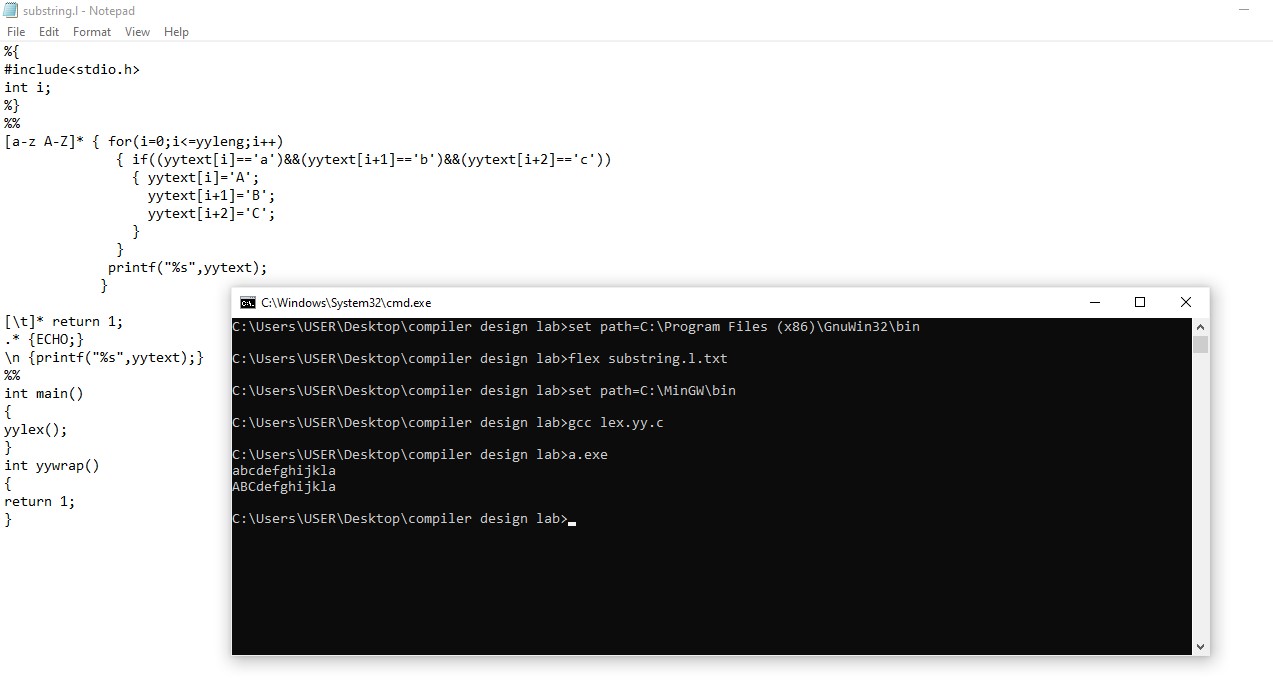 substring.l - Notepad
File Edit Format View Help
%{
#include<stdio.h>
int i;
%}
%%
[a-z A-Z]* { for(i=0;i<=yyleng;i++)
{ if((yytext[i]=='a')&&(yytext[i+1]=='b')&&(yytext[i+2]=='c'))
{ yytext[i]='A';
yytext[i+1]='B';
yytext[i+2]='C';
}
}
printf("%s",yytext);
}
[\t]* return 1;
.* {ECHO;}
\n {printf("%s",yytext);}
%%
int main()
{
yylex();
}
int yywrap()
{
return 1;
}
C:\Windows\System32\cmd.exe
C:\Users\USER\Desktop\compiler design lab>set path=C:\Program Files (x86)\GnuWin32\bin
C:\Users\USER\Desktop\compiler design lab>flex substring.l.txt
C:\Users\USER\Desktop\compiler design lab>set path=C:\MinGW\bin
C:\Users\USER\Desktop\compiler design lab>gcc lex.yy.c
C:\Users\USER\Desktop\compiler design lab>a.exe
abcdefghijkla
ABCdefghijkla
C:\Users\USER\Desktop\compiler design lab>